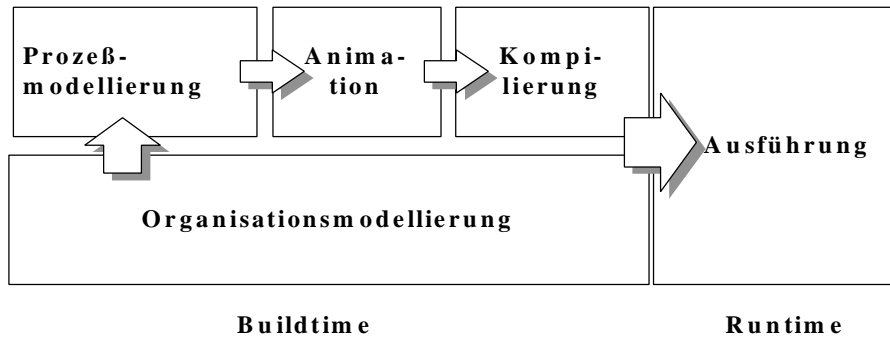 Prozeß-
modellierung
Anima-
tion
Kompi-
lierung
Ausführung
Organisationsmodellierung
Buildtime
Runtime